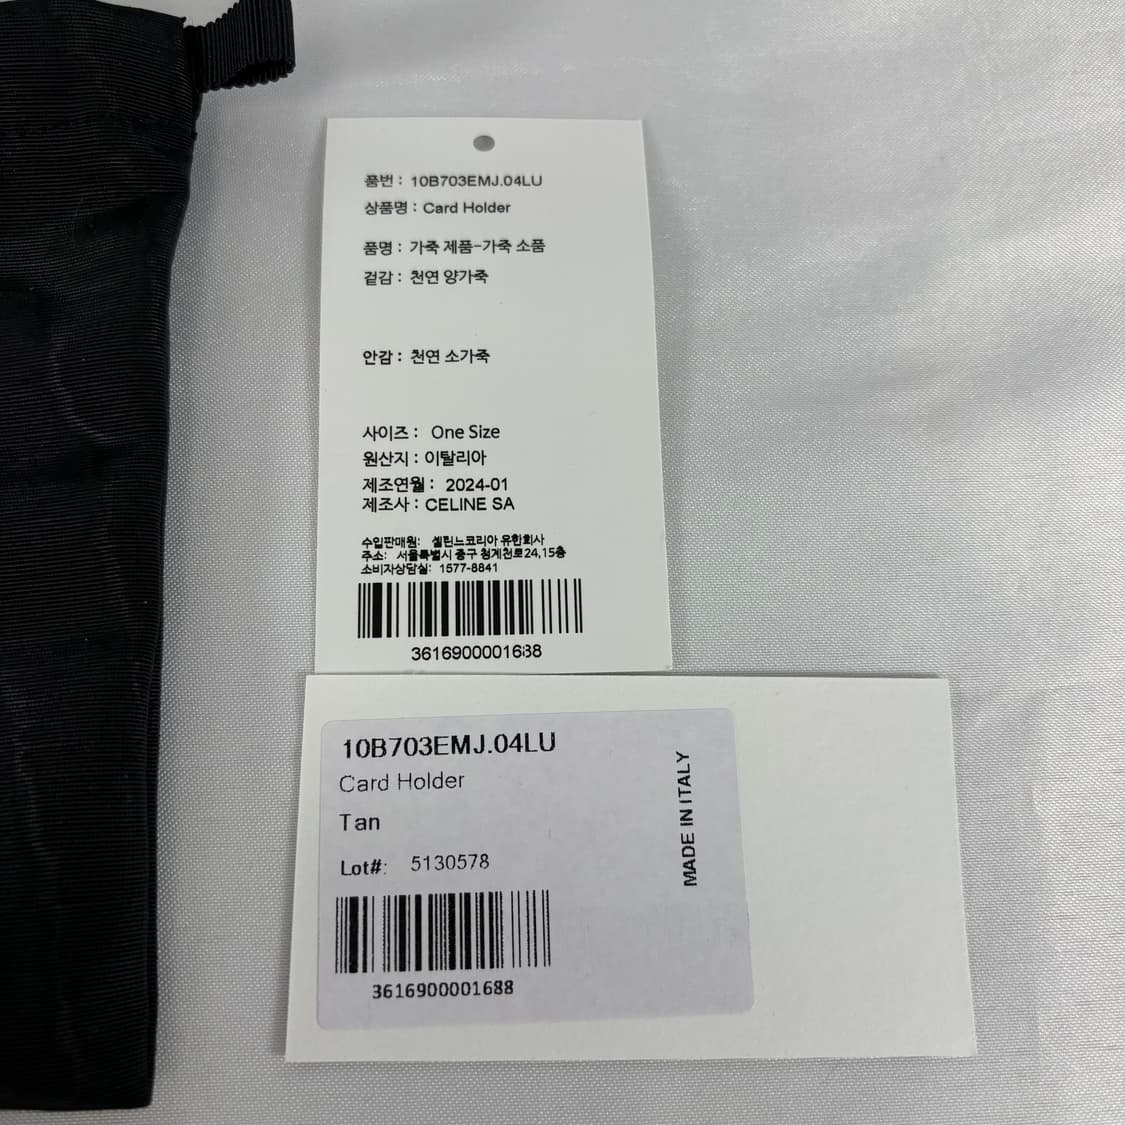 품번 : 10B703EMJ.04LU
상품명 : Card Holder
품명 : 가죽 제품-가죽 소품
겉감 : 천연 양가죽
안감 : 천연 소가죽
사이즈 : One Size
원산지 : 이탈리아
제조연월 : 2024-01
제조사 : CELINE SA
수입판매원: 셀린느코리아 유한회사
주소: 서울특별시 중구 청계천로24,15층
소비자상담실: 1577-8841
3616900001688
10B703EMJ.04LU
Card Holder
Tan
Lot#: 5130578
3616900001688
MADE IN ITALY